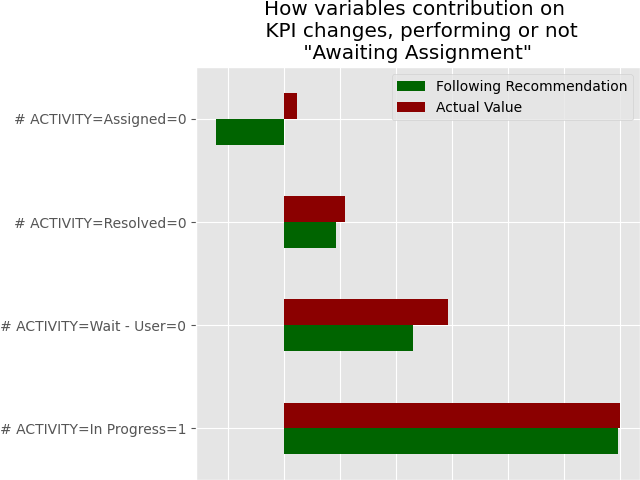 How variables contribution on
KPI changes, performing or not
"Awaiting Assignment"
Following Recommendation
Actual Value
# ACTIVITY=Assigned=0
# ACTIVITY=Resolved=0
# ACTIVITY=Wait - User=0
# ACTIVITY=In Progress=1